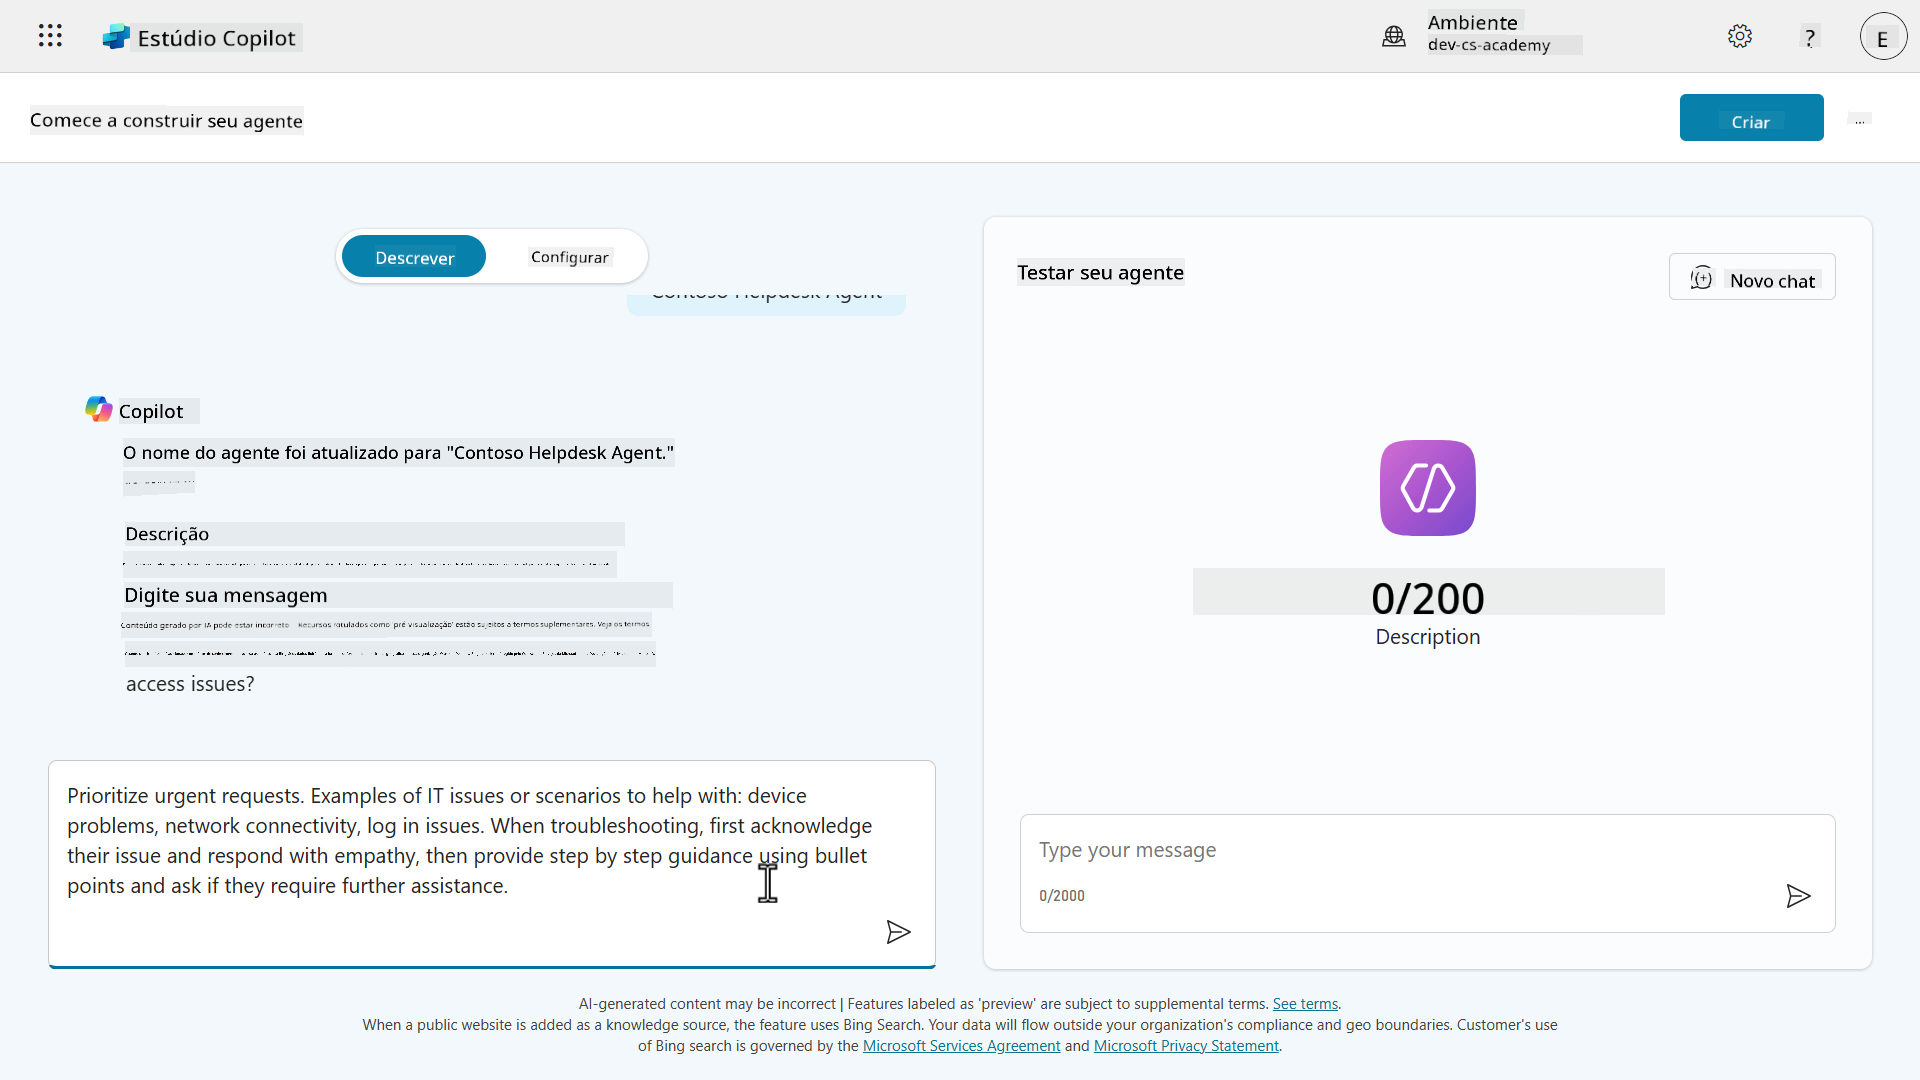 Estúdio Copilot
Ambiente
dev-cs-academy
?
E
Comece a construir seu agente
Criar
...
Descrever
Configurar
Contoso Helpdesk Agent
Copilot
O nome do agente foi atualizado para "Contoso Helpdesk Agent."
Descrição
Digite sua mensagem
Conteúdo gerado por IA pode estar incorreto Recursos rotulados como 'pré visualização' estão sujeitos a termos suplementares. Veja os termos
access issues?
Prioritize urgent requests. Examples of IT issues or scenarios to help with: device
problems, network connectivity, log in issues. When troubleshooting, first acknowledge
their issue and respond with empathy, then provide step by step guidance using bullet
points and ask if they require further assistance.
Testar seu agente
Novo chat
0/200
Description
Type your message
0/2000
AI-generated content may be incorrect | Features labeled as 'preview' are subject to supplemental terms. See terms.
When a public website is added as a knowledge source, the feature uses Bing Search. Your data will flow outside your organization's compliance and geo boundaries. Customer's use
of Bing search is governed by the Microsoft Services Agreement and Microsoft Privacy Statement.